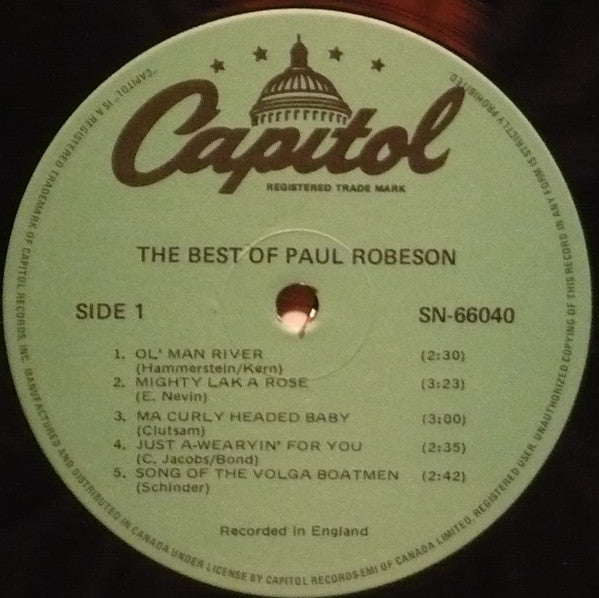 Capitol
REGISTERED TRADE MARK
THE BEST OF PAUL ROBESON
SIDE 1
SN-66040
1. OL' MAN RIVER (2:30)
(Hammerstein/Kern)
2. MIGHTY LAK A ROSE (3:23)
(E. Nevin)
3. MA CURLY HEADED BABY (3:00)
(Clutsam)
4. JUST A-WEARYIN' FOR YOU (2:35)
(C. Jacobs/Bond)
5. SONG OF THE VOLGA BOATMEN (2:42)
(Schinder)
Recorded in England
"CAPITOL" IS A REGISTERED TRADEMARK OF CAPITOL RECORDS, INC. MANUFACTURED AND DISTRIBUTED IN CANADA UNDER LICENSE BY CAPITOL RECORDS-EMI OF CANADA LIMITED, REGISTERED USER. UNAUTHORIZED COPYING OF THIS RECORD IN ANY FORM IS STRICTLY PROHIBITED